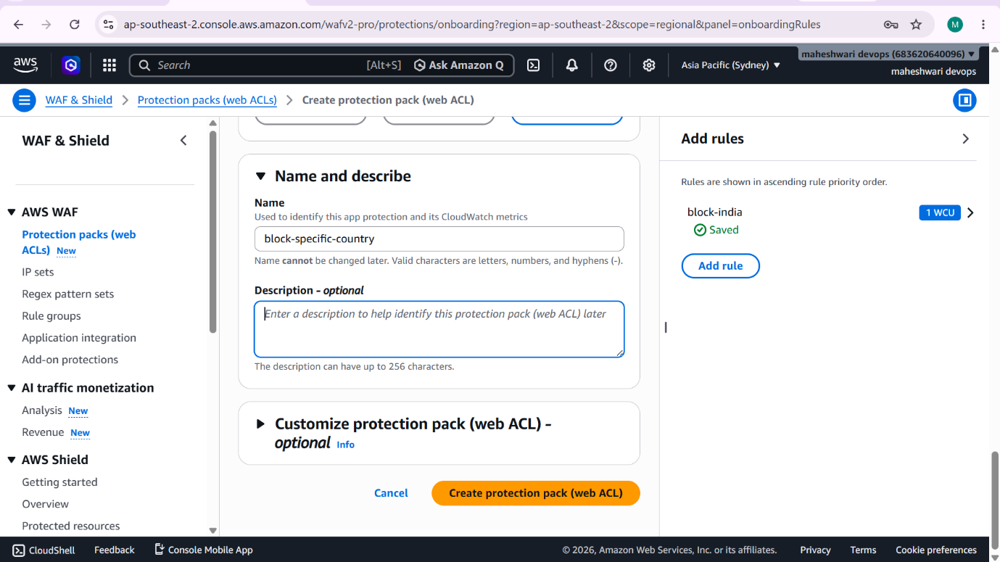 ap-southeast-2.console.aws.amazon.com/wafv2-pro/protections/onboarding?region=ap-southeast-2&scope=regional&panel=onboardingRules
M
aws
Search
[Alt+S]
Ask Amazon Q
Asia Pacific (Sydney) ▼
maheshwari devops (683620640096) ▼
maheshwari devops
WAF & Shield > Protection packs (web ACLs) > Create protection pack (web ACL)
WAF & Shield
AWS WAF
Protection packs (web
ACLs) New
IP sets
Regex pattern sets
Rule groups
Application integration
Add-on protections
AI traffic monetization
Analysis New
Revenue New
AWS Shield
Getting started
Overview
Protected resources
Name and describe
Name
Used to identify this app protection and its CloudWatch metrics
block-specific-country
Name cannot be changed later. Valid characters are letters, numbers, and hyphens (-).
Description - optional
Enter a description to help identify this protection pack (web ACL) later
The description can have up to 256 characters.
Customize protection pack (web ACL) -
optional Info
Cancel
Create protection pack (web ACL)
Add rules
Rules are shown in ascending rule priority order.
block-india
1 WCU
Saved
Add rule
CloudShell
Feedback
Console Mobile App
© 2026, Amazon Web Services, Inc. or its affiliates.
Privacy
Terms
Cookie preferences